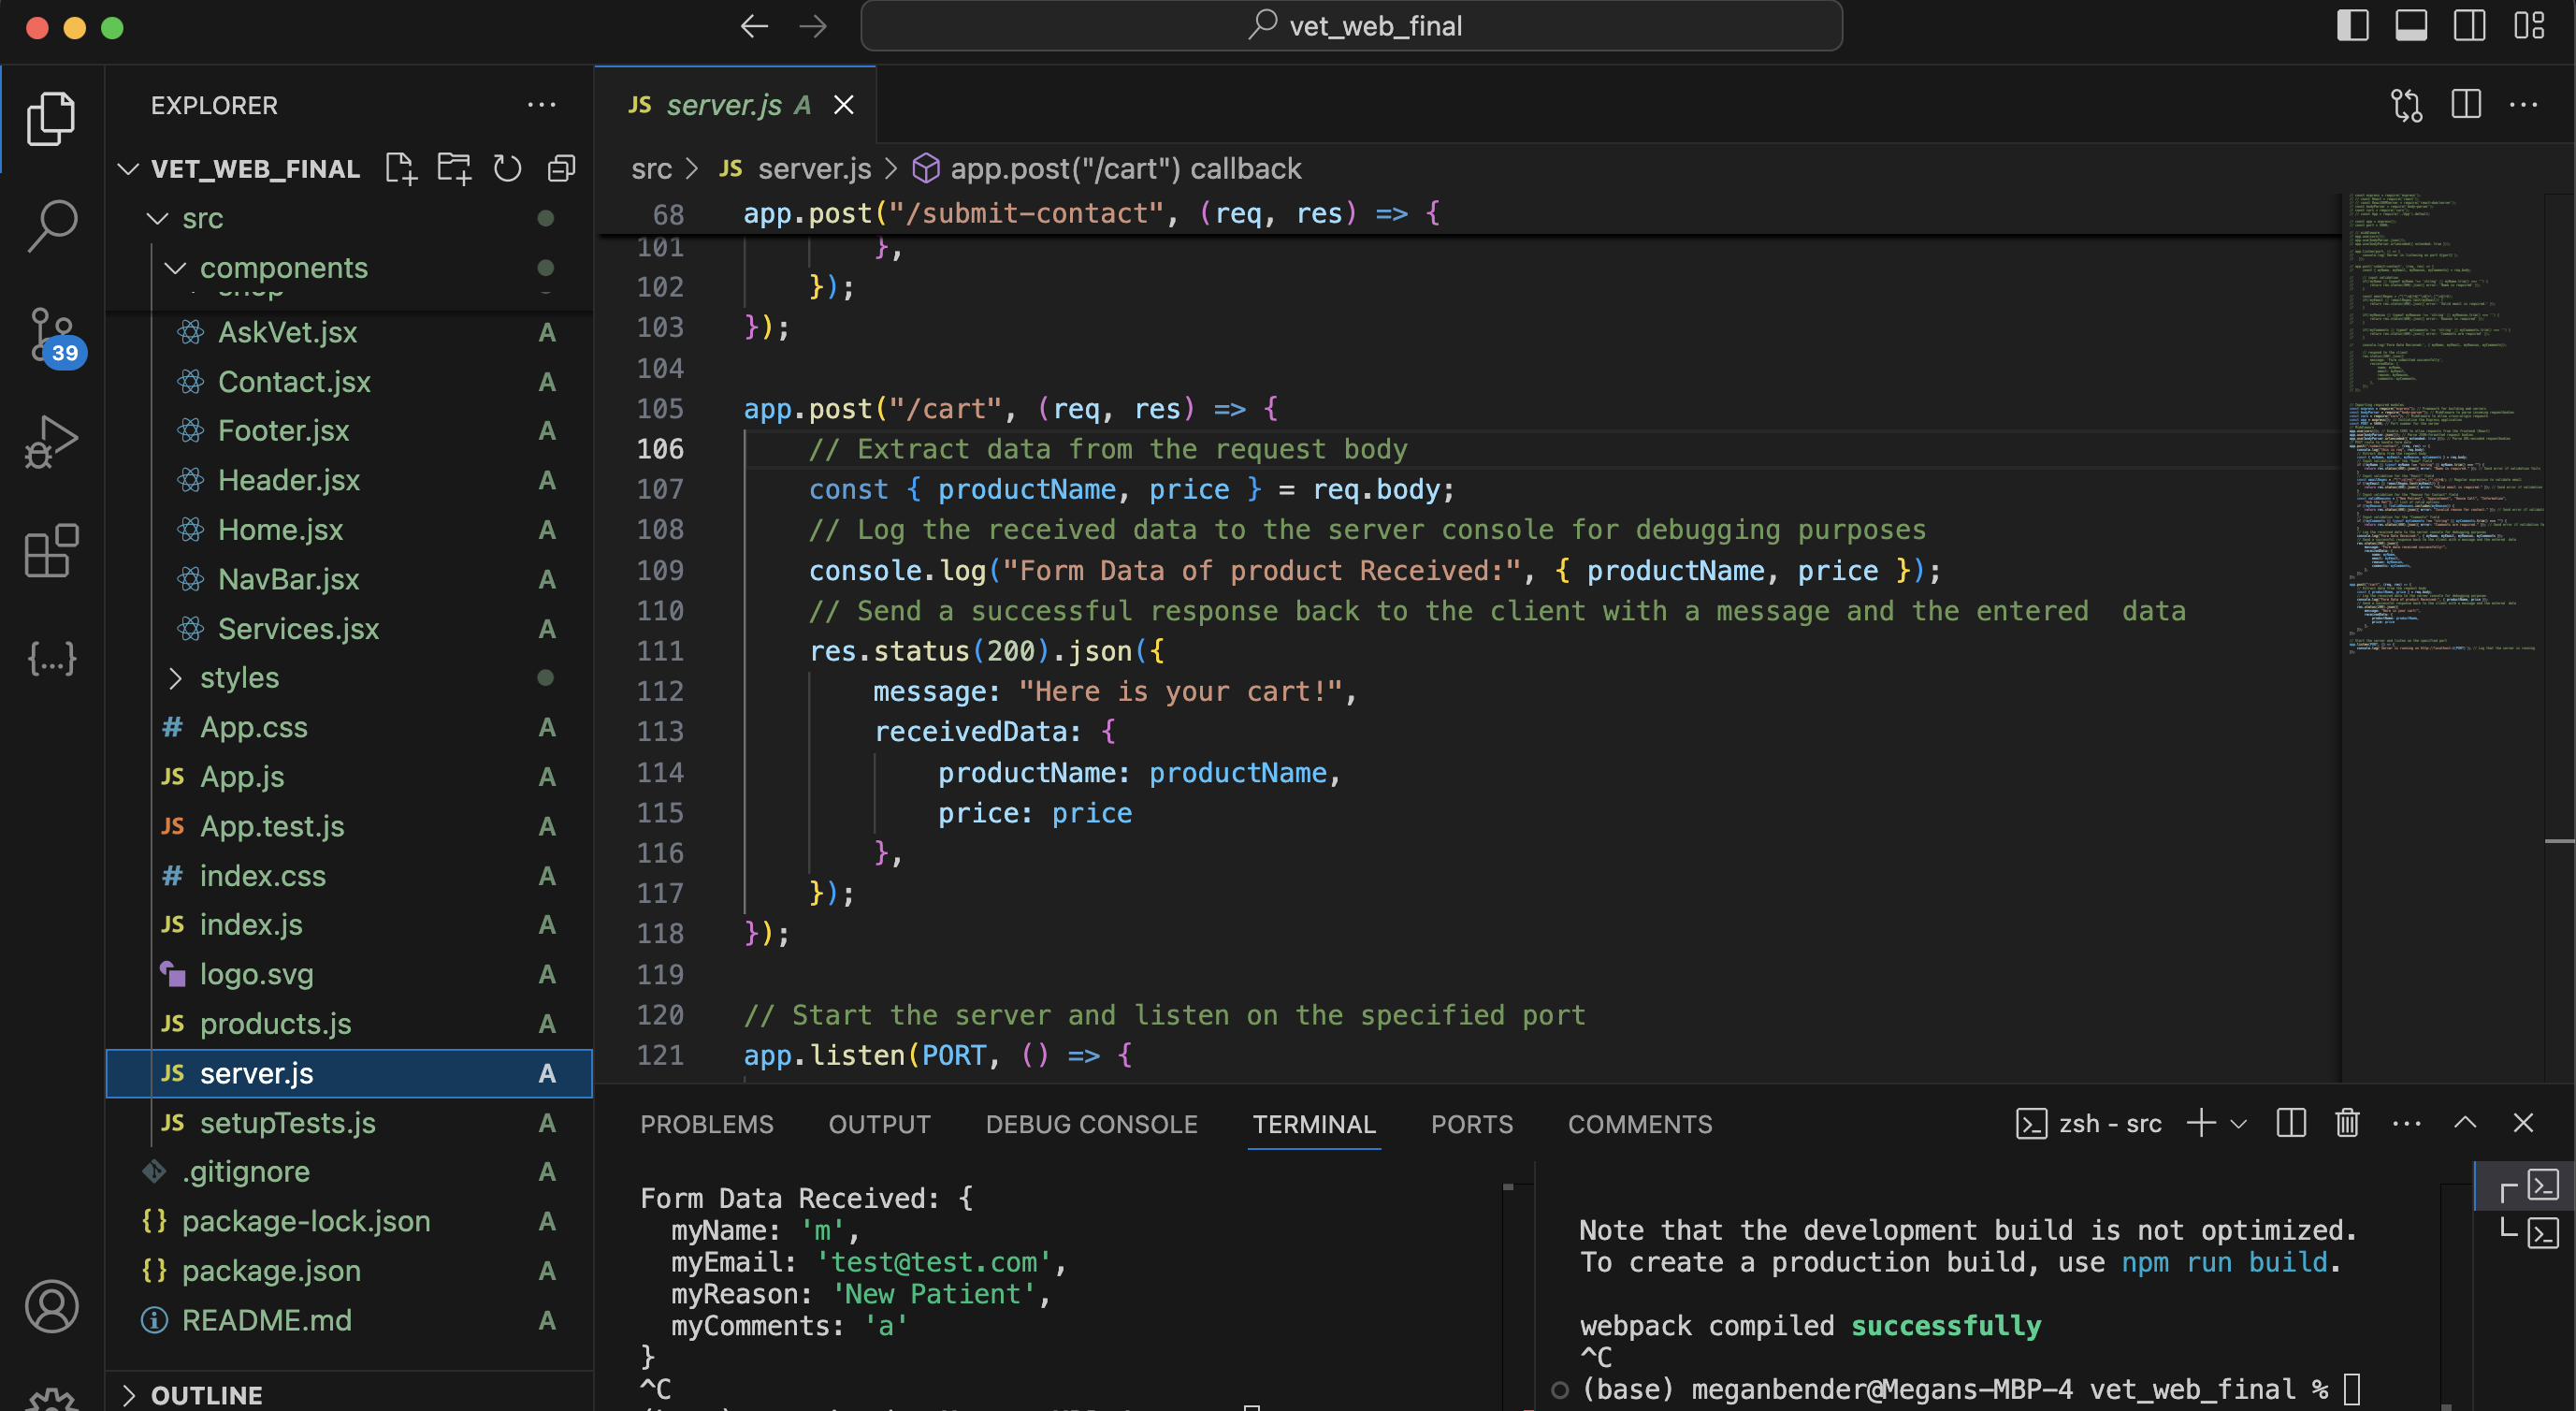 vet_web_final
EXPLORER
VET_WEB_FINAL
src
components
shop
AskVet.jsx A
Contact.jsx A
Footer.jsx A
Header.jsx A
Home.jsx A
NavBar.jsx A
Services.jsx A
styles
# App.css A
JS App.js A
JS App.test.js A
# index.css A
JS index.js A
logo.svg A
JS products.js A
JS server.js A
JS setupTests.js A
.gitignore A
{} package-lock.json A
{} package.json A
README.md A
OUTLINE
39
JS server.js A
src > JS server.js > app.post("/cart") callback
68 app.post("/submit-contact", (req, res) => {
101 },
102 });
103 });
104
105 app.post("/cart", (req, res) => {
106 // Extract data from the request body
107 const { productName, price } = req.body;
108 // Log the received data to the server console for debugging purposes
109 console.log("Form Data of product Received:", { productName, price });
110 // Send a successful response back to the client with a message and the entered  data
111 res.status(200).json({
112 message: "Here is your cart!",
113 receivedData: {
114 productName: productName,
115 price: price
116 },
117 });
118 });
119
120 // Start the server and listen on the specified port
121 app.listen(PORT, () => {
PROBLEMS OUTPUT DEBUG CONSOLE TERMINAL PORTS COMMENTS
zsh - src
Form Data Received: {
myName: 'm',
myEmail: 'test@test.com',
myReason: 'New Patient',
myComments: 'a'
}
^C
Note that the development build is not optimized.
To create a production build, use npm run build.
webpack compiled successfully
^C
(base) meganbender@Megans-MBP-4 vet_web_final %